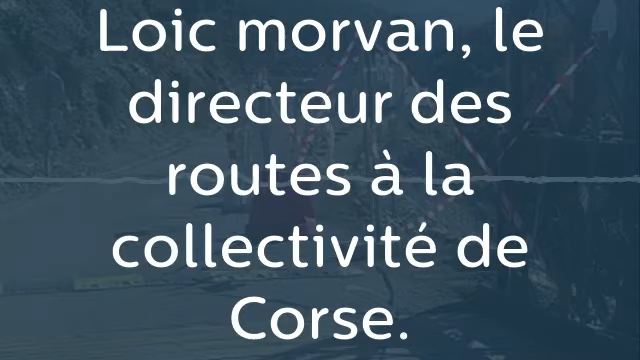 Loic morvan, le
directeur des
routes à la
collectivité de
Corse.